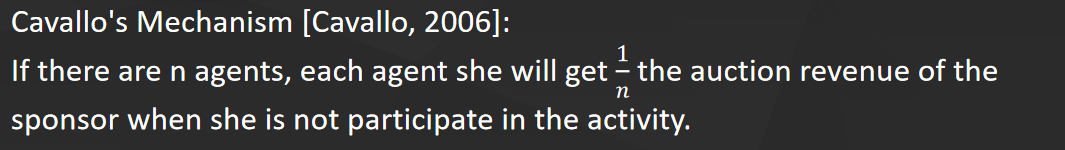 Cavallo's Mechanism [Cavallo, 2006]:
If there are n agents, each agent she will get 1/n the auction revenue of the
sponsor when she is not participate in the activity.